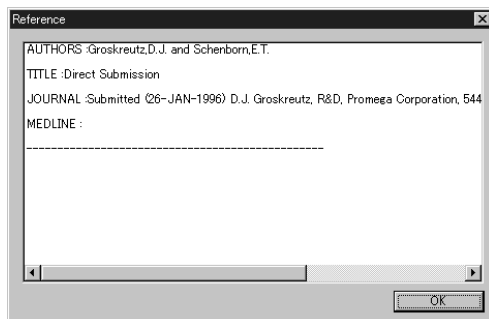 Reference
AUTHORS :Groskreutz,D.J. and Schenborn,E.T.
TITLE :Direct Submission
JOURNAL :Submitted (26-JAN-1996) D.J. Groskreutz, R&D, Promega Corporation, 544
MEDLINE :
------------------------------------------------
OK